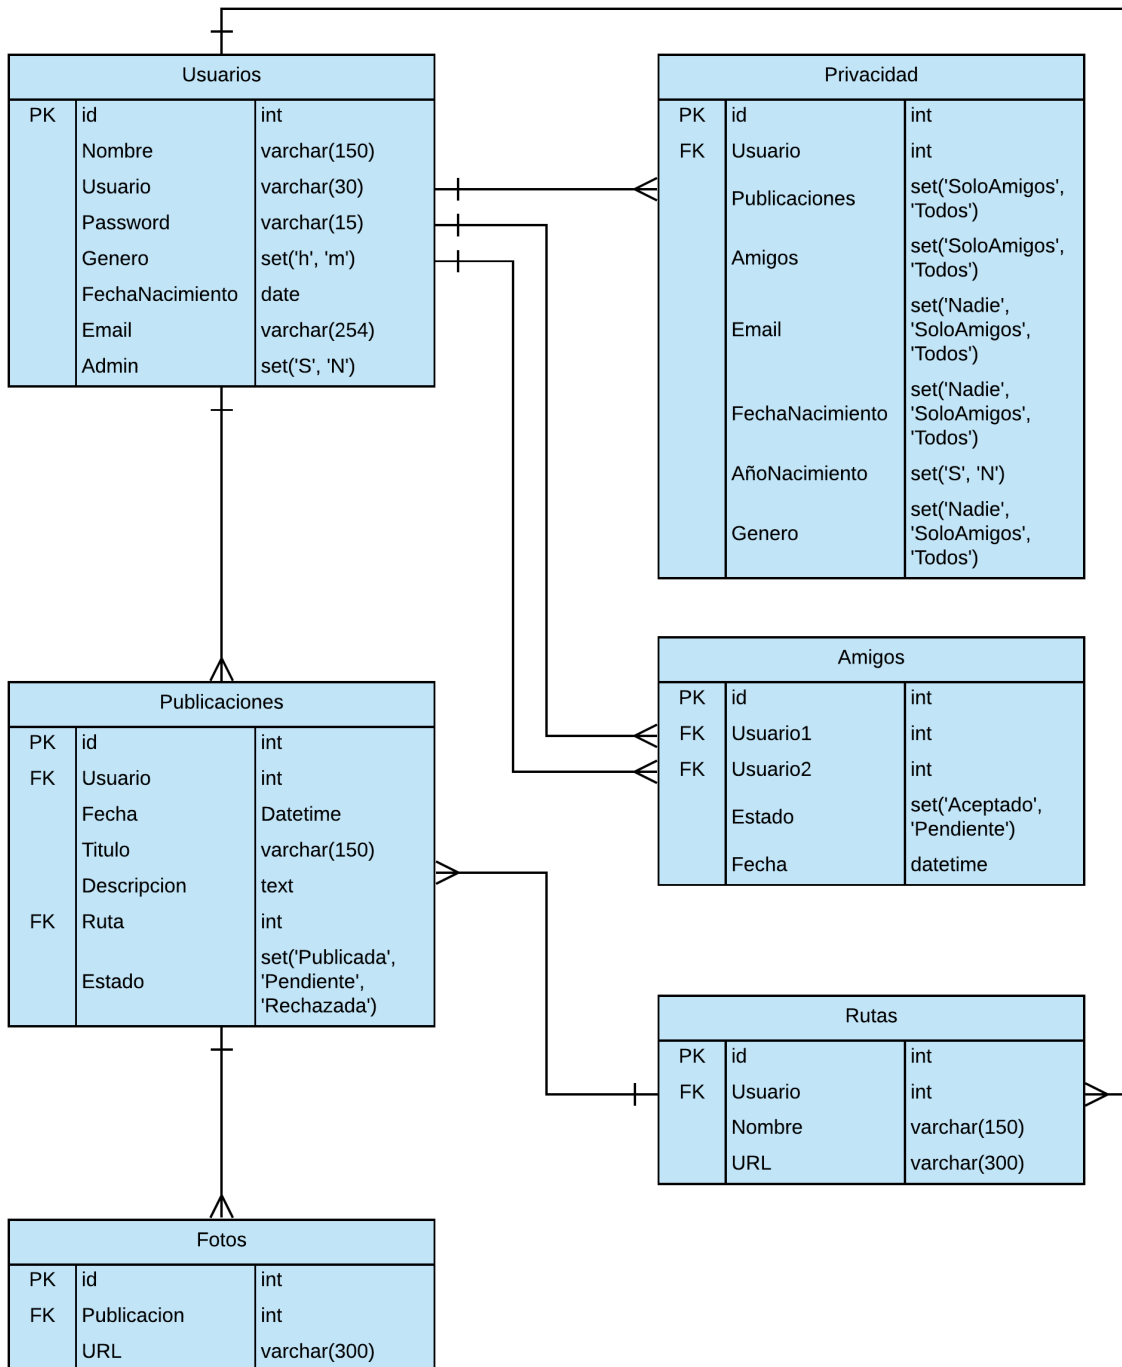 Usuarios
PK id int
Nombre varchar(150)
Usuario varchar(30)
Password varchar(15)
Genero set('h', 'm')
FechaNacimiento date
Email varchar(254)
Admin set('S', 'N')
Privacidad
PK id int
FK Usuario int
Publicaciones set('SoloAmigos',
'Todos')
Amigos set('SoloAmigos',
'Todos')
Email set('Nadie',
'SoloAmigos',
'Todos')
FechaNacimiento set('Nadie',
'SoloAmigos',
'Todos')
AñoNacimiento set('S', 'N')
Genero set('Nadie',
'SoloAmigos',
'Todos')
Amigos
PK id int
FK Usuario1 int
FK Usuario2 int
Estado set('Aceptado',
'Pendiente')
Fecha datetime
Publicaciones
PK id int
FK Usuario int
Fecha Datetime
Titulo varchar(150)
Descripcion text
FK Ruta int
Estado set('Publicada',
'Pendiente',
'Rechazada')
Rutas
PK id int
FK Usuario int
Nombre varchar(150)
URL varchar(300)
Fotos
PK id int
FK Publicacion int
URL varchar(300)